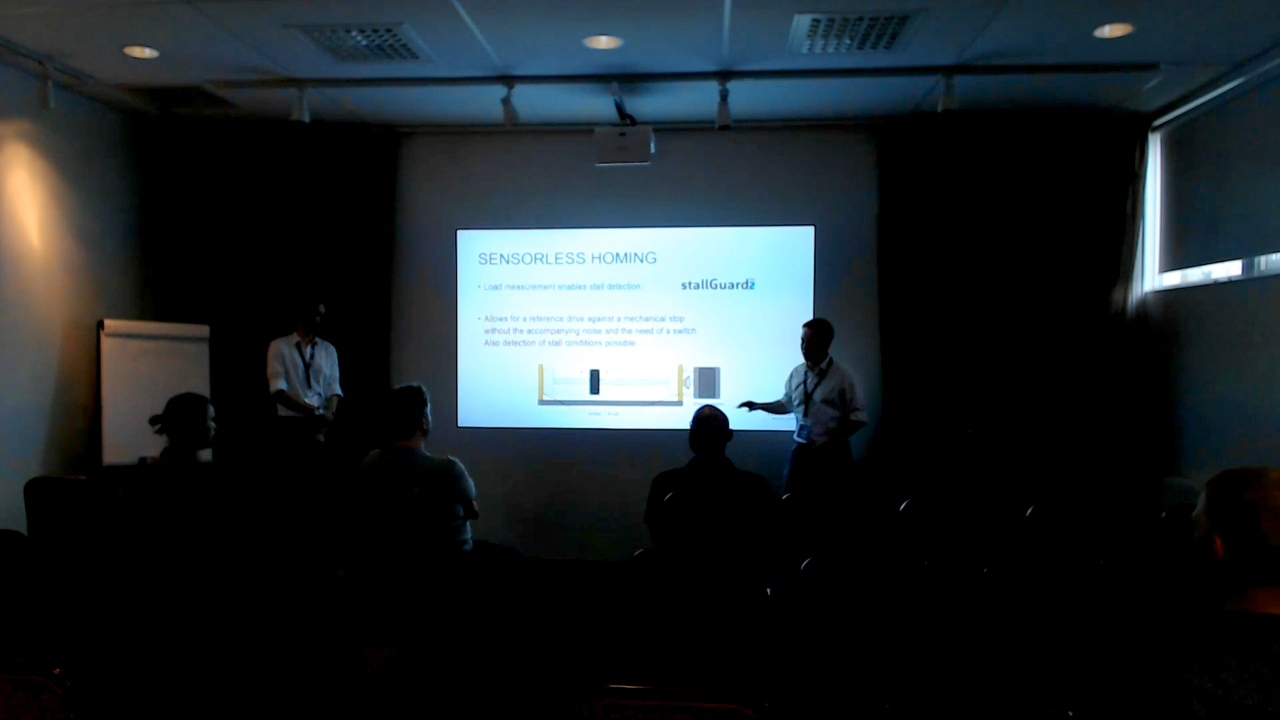 SENSORLESS HOMING
• Load measurement enables stall detection:
stallGuard2
• Allows for a reference drive against a mechanical stop
without the accompanying noise and the need of a switch.
Also detection of stall conditions possible.